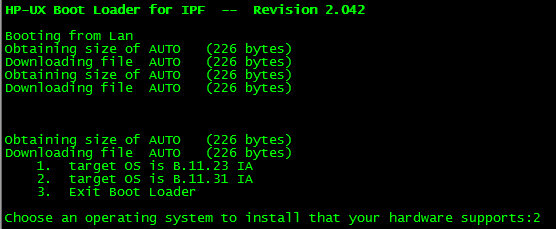 HP-UX Boot Loader for IPF  --  Revision 2.042
Booting from Lan
Obtaining size of AUTO   (226 bytes)
Downloading file  AUTO   (226 bytes)
Obtaining size of AUTO   (226 bytes)
Downloading file  AUTO   (226 bytes)
Obtaining size of AUTO   (226 bytes)
Downloading file  AUTO   (226 bytes)
1.  target OS is B.11.23 IA
2.  target OS is B.11.31 IA
3.  Exit Boot Loader
Choose an operating system to install that your hardware supports:2